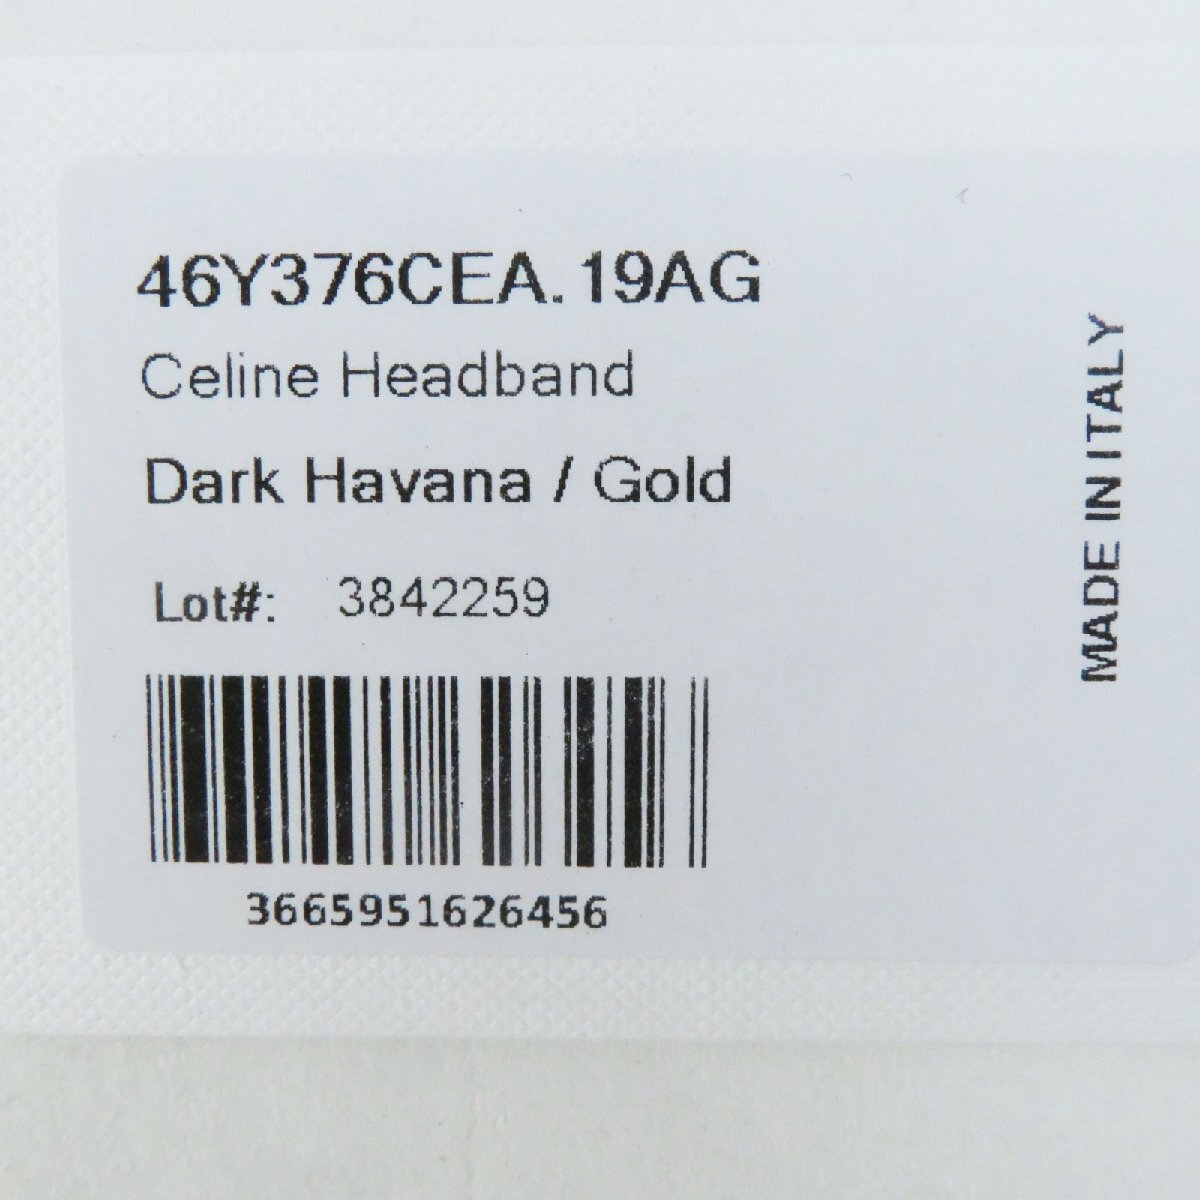 46Y376CEA.19AG
Celine Headband
Dark Havana / Gold
Lot#: 3842259
3665951626456
MADE IN ITALY